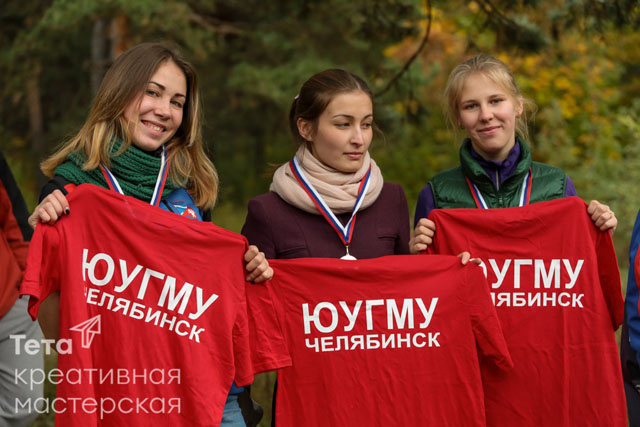 ЮУГМУ
ЧЕЛЯБИНСК
ЮУГМУ
ЧЕЛЯБИНСК
ЮУГМУ
ЧЕЛЯБИНСК
Тета
креативная
мастерская